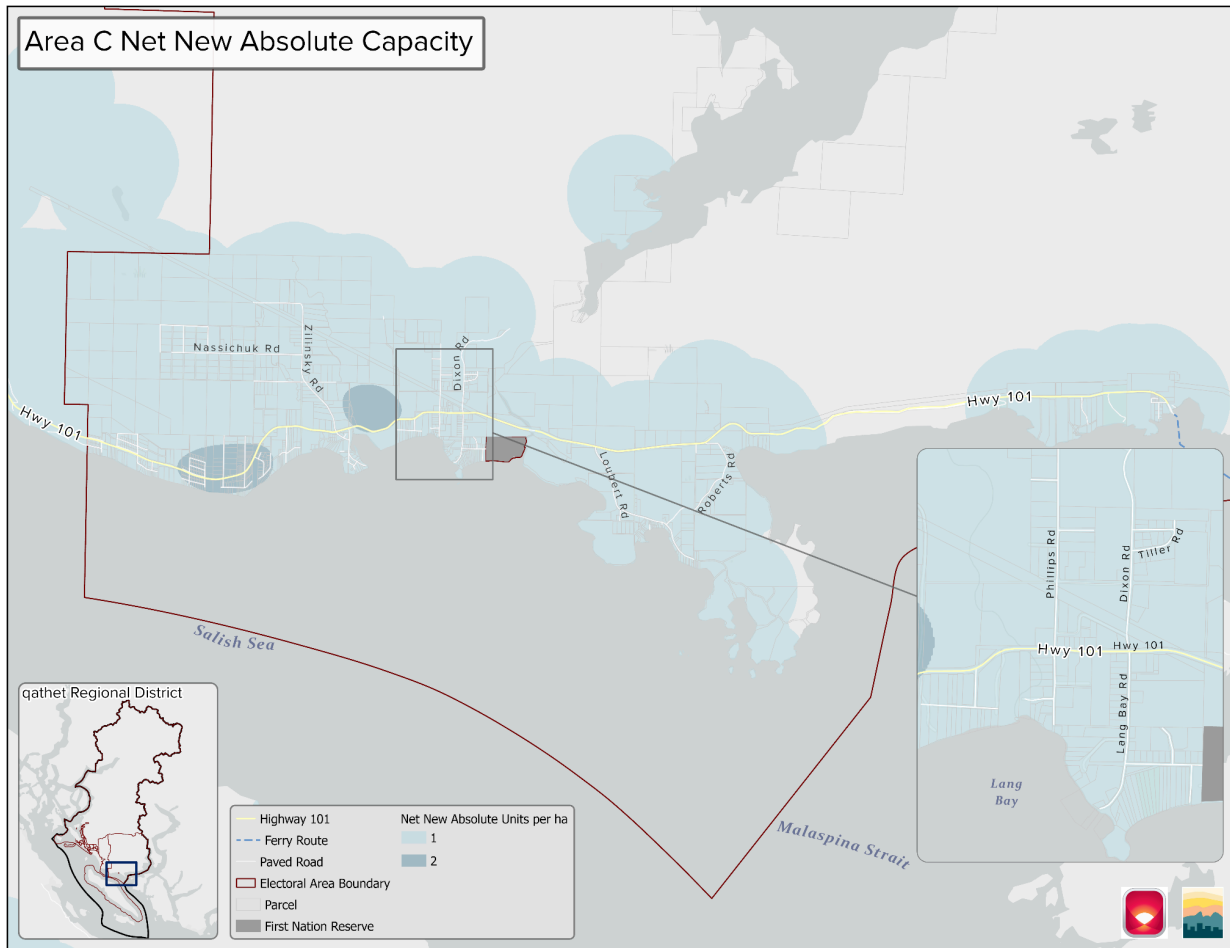 Area C Net New Absolute Capacity
Nassichuk Rd
Zilinsky Rd
Dixon Rd
Hwy 101
Hwy 101
Loubert Rd
Roberts Rd
Salish Sea
Malaspina Strait
Phillips Rd
Dixon Rd
Tiller Rd
Hwy 101
Hwy 101
Lang Bay Rd
Lang
Bay
qathet Regional District
Highway 101
Ferry Route
Paved Road
Electoral Area Boundary
Parcel
First Nation Reserve
Net New Absolute Units per ha
1
2